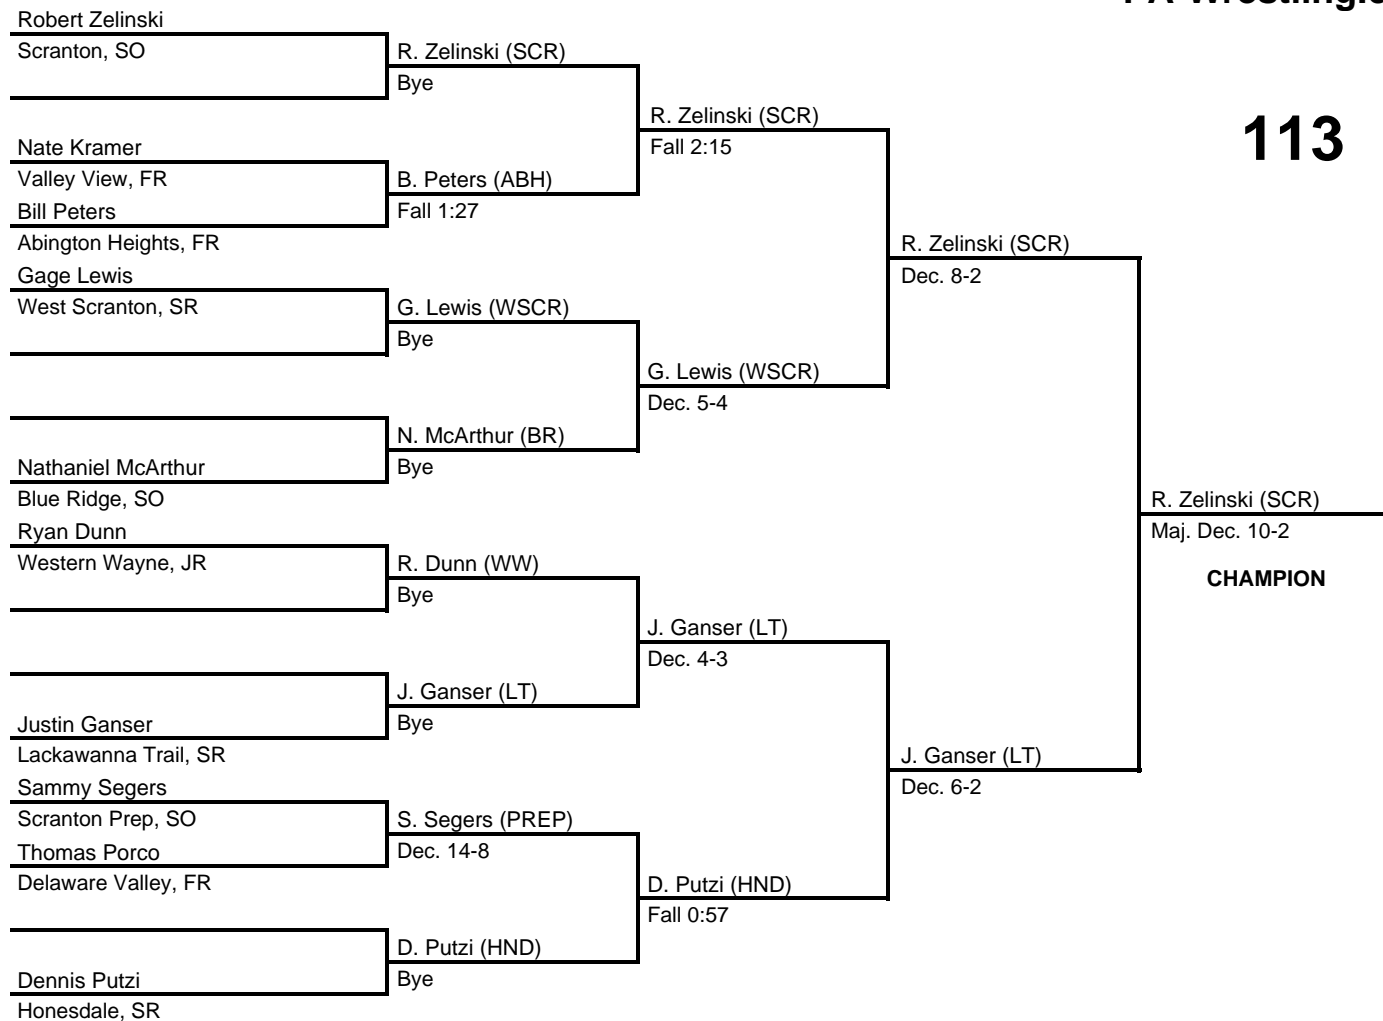 Robert Zelinski
Scranton, SO
R. Zelinski (SCR)
Bye
R. Zelinski (SCR)
Fall 2:15
113
Nate Kramer
Valley View, FR
B. Peters (ABH)
Bill Peters
Fall 1:27
Abington Heights, FR
R. Zelinski (SCR)
Gage Lewis
Dec. 8-2
West Scranton, SR
G. Lewis (WSCR)
Bye
G. Lewis (WSCR)
Dec. 5-4
N. McArthur (BR)
Nathaniel McArthur
Bye
Blue Ridge, SO
R. Zelinski (SCR)
Ryan Dunn
Maj. Dec. 10-2
Western Wayne, JR
R. Dunn (WW)
CHAMPION
Bye
J. Ganser (LT)
Dec. 4-3
J. Ganser (LT)
Justin Ganser
Bye
Lackawanna Trail, SR
J. Ganser (LT)
Sammy Segers
Dec. 6-2
Scranton Prep, SO
S. Segers (PREP)
Thomas Porco
Dec. 14-8
Delaware Valley, FR
D. Putzi (HND)
Fall 0:57
D. Putzi (HND)
Dennis Putzi
Bye
Honesdale, SR